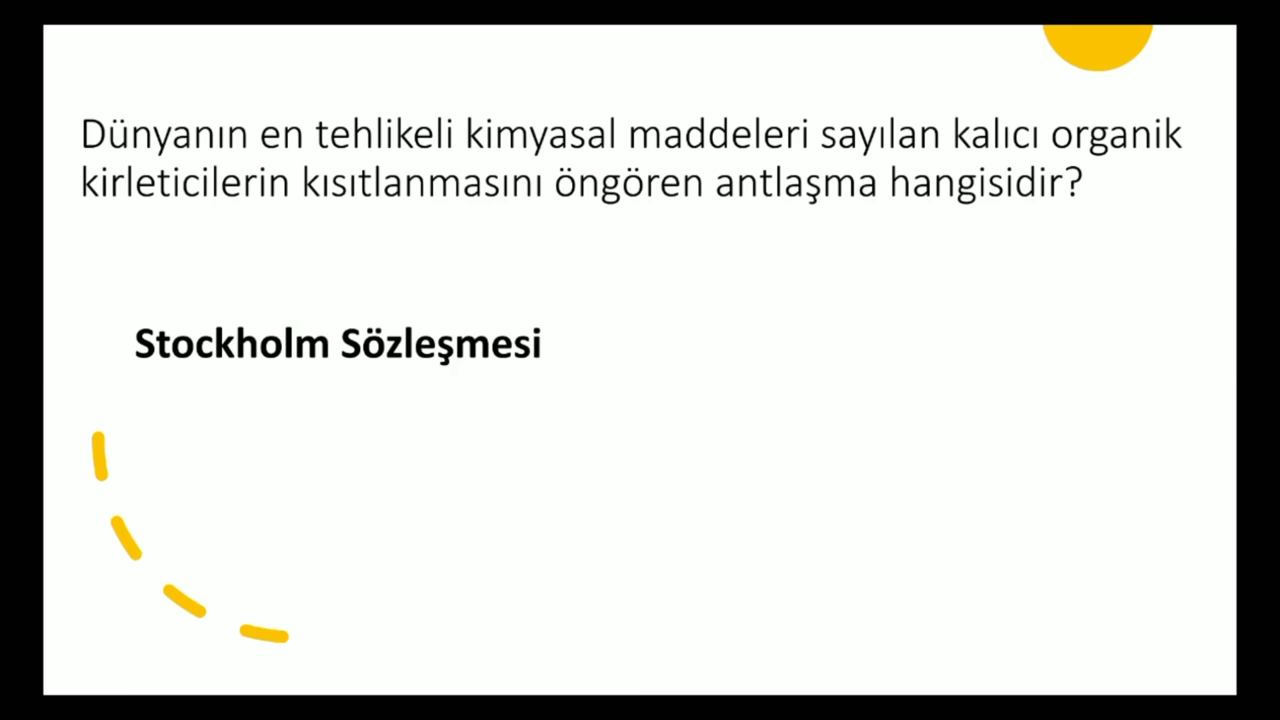 Dünyanın en tehlikeli kimyasal maddeleri sayılan kalıcı organik
kirleticilerin kısıtlanmasını öngören antlaşma hangisidir?
Stockholm Sözleşmesi